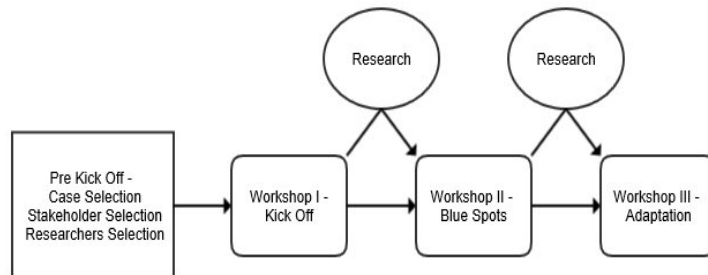 Research
Research
Pre Kick Off -
Case Selection
Stakeholder Selection
Researchers Selection
Workshop I -
Kick Off
Workshop II -
Blue Spots
Workshop III -
Adaptation